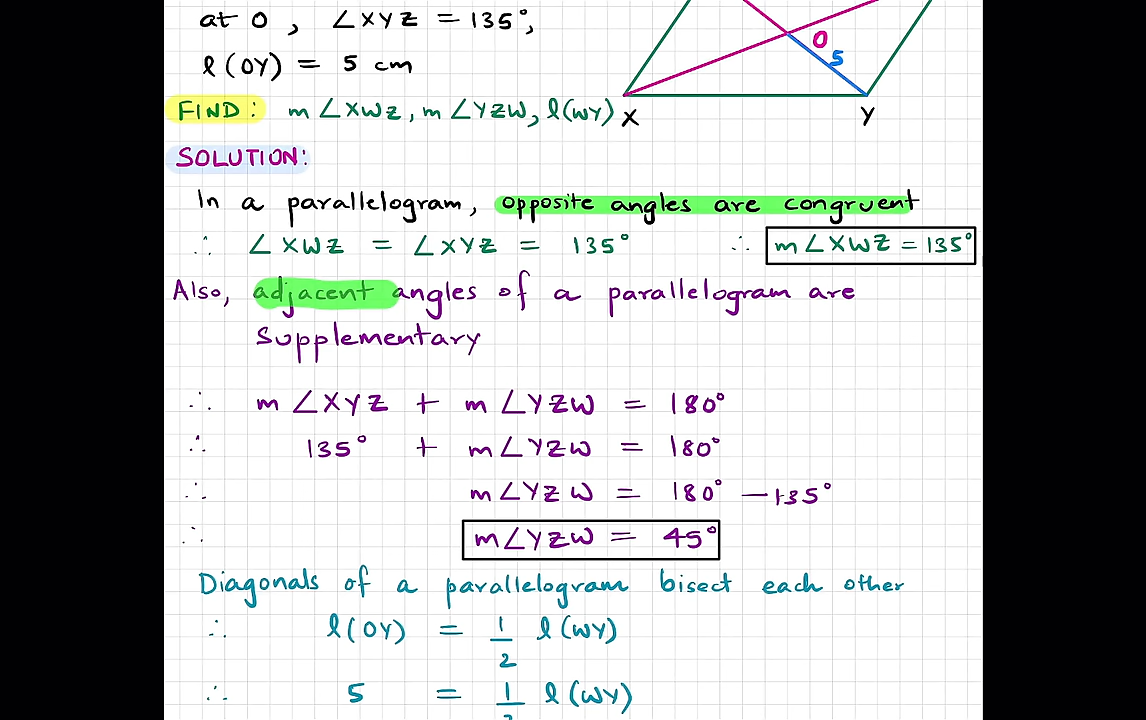 at O, ∠XYZ = 135°,
l(OY) = 5 cm
O
5
X
Y
FIND: m∠XWZ, m∠YZW, l(WY)
SOLUTION:
In a parallelogram, opposite angles are congruent
∴ ∠XWZ = ∠XYZ = 135° ∴ m∠XWZ = 135°
Also, adjacent angles of a parallelogram are
Supplementary
∴ m∠XYZ + m∠YZW = 180°
∴ 135° + m∠YZW = 180°
∴ m∠YZW = 180° - 135°
∴ m∠YZW = 45°
Diagonals of a parallelogram bisect each other
∴ l(OY) = 1/2 l(WY)
∴ 5 = 1/2 l(WY)